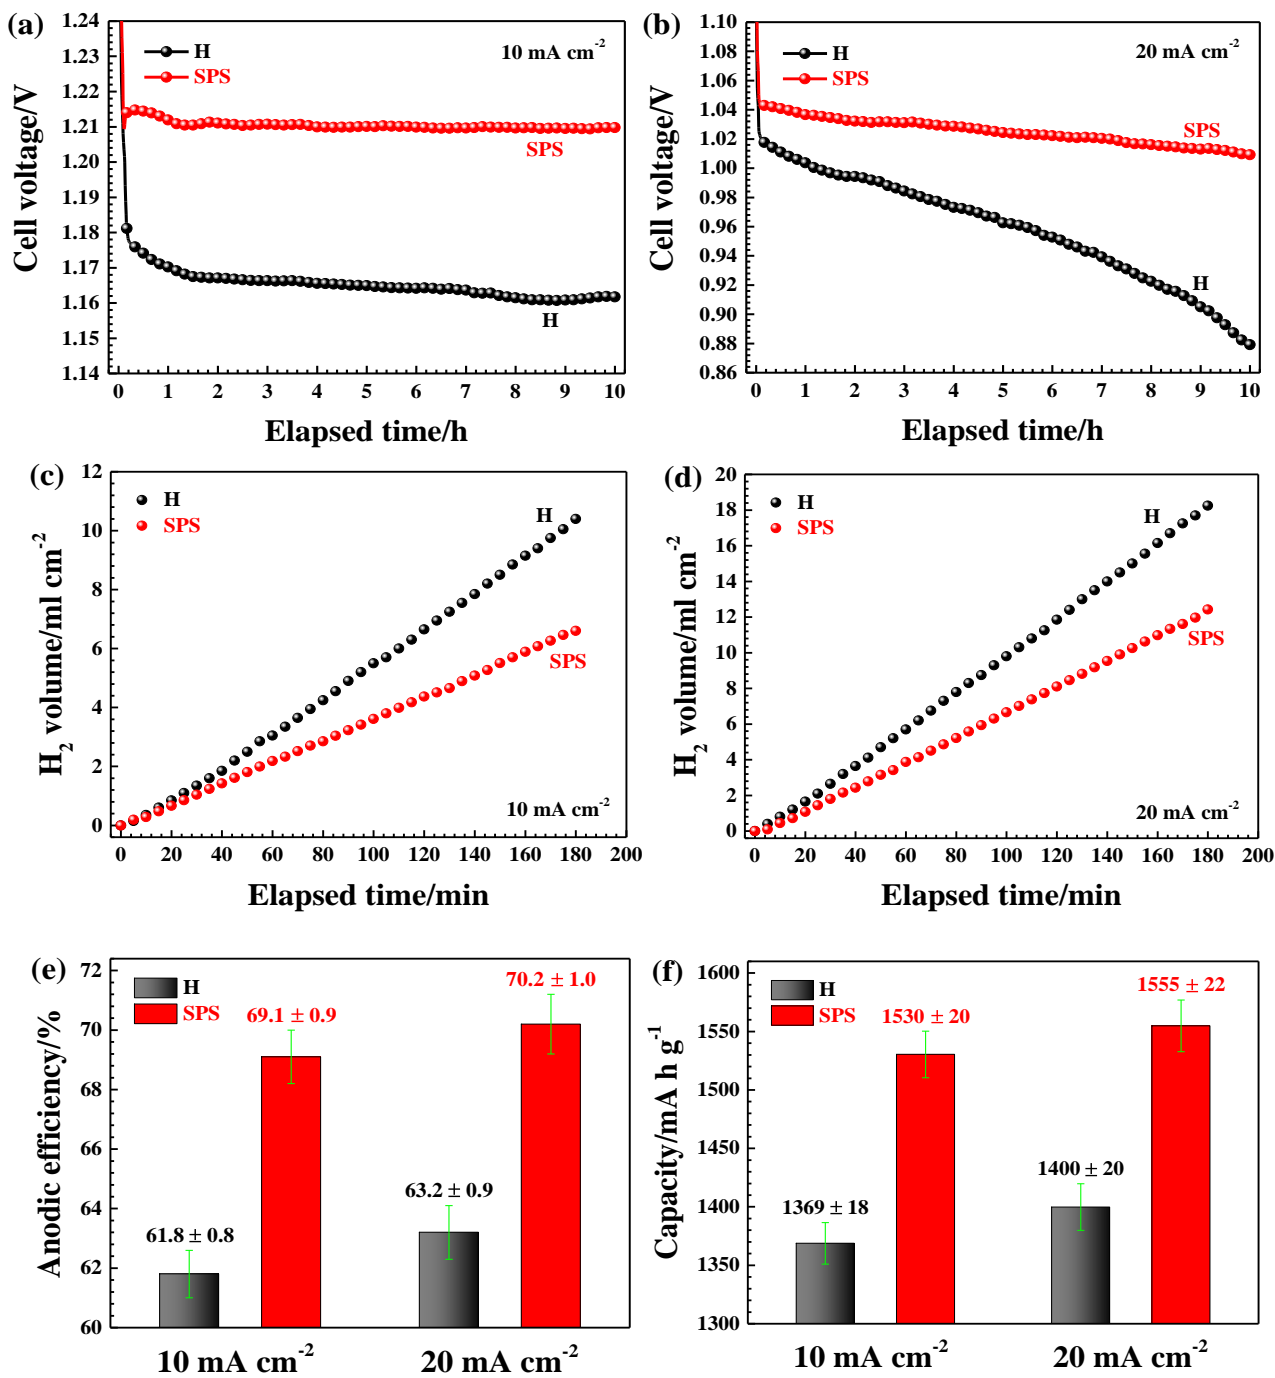 (a)
1.24
1.23
1.22
1.21
1.20
1.19
1.18
1.17
1.16
1.15
1.14
Cell voltage/V
H
SPS
10 mA cm⁻²
SPS
H
0 1 2 3 4 5 6 7 8 9 10
Elapsed time/h
(b)
1.10
1.08
1.06
1.04
1.02
1.00
0.98
0.96
0.94
0.92
0.90
0.88
0.86
Cell voltage/V
H
SPS
20 mA cm⁻²
SPS
H
0 1 2 3 4 5 6 7 8 9 10
Elapsed time/h
(c)
12
10
8
6
4
2
0
H₂ volume/ml cm⁻²
H
SPS
H
SPS
10 mA cm⁻²
0 20 40 60 80 100 120 140 160 180 200
Elapsed time/min
(d)
20
18
16
14
12
10
8
6
4
2
0
H₂ volume/ml cm⁻²
H
SPS
H
SPS
20 mA cm⁻²
0 20 40 60 80 100 120 140 160 180 200
Elapsed time/min
(e)
72
70
68
66
64
62
60
Anodic efficiency/%
H
SPS
61.8 ± 0.8
69.1 ± 0.9
63.2 ± 0.9
70.2 ± 1.0
10 mA cm⁻² 20 mA cm⁻²
(f)
1600
1550
1500
1450
1400
1350
1300
Capacity/mA h g⁻¹
H
SPS
1369 ± 18
1530 ± 20
1400 ± 20
1555 ± 22
10 mA cm⁻² 20 mA cm⁻²